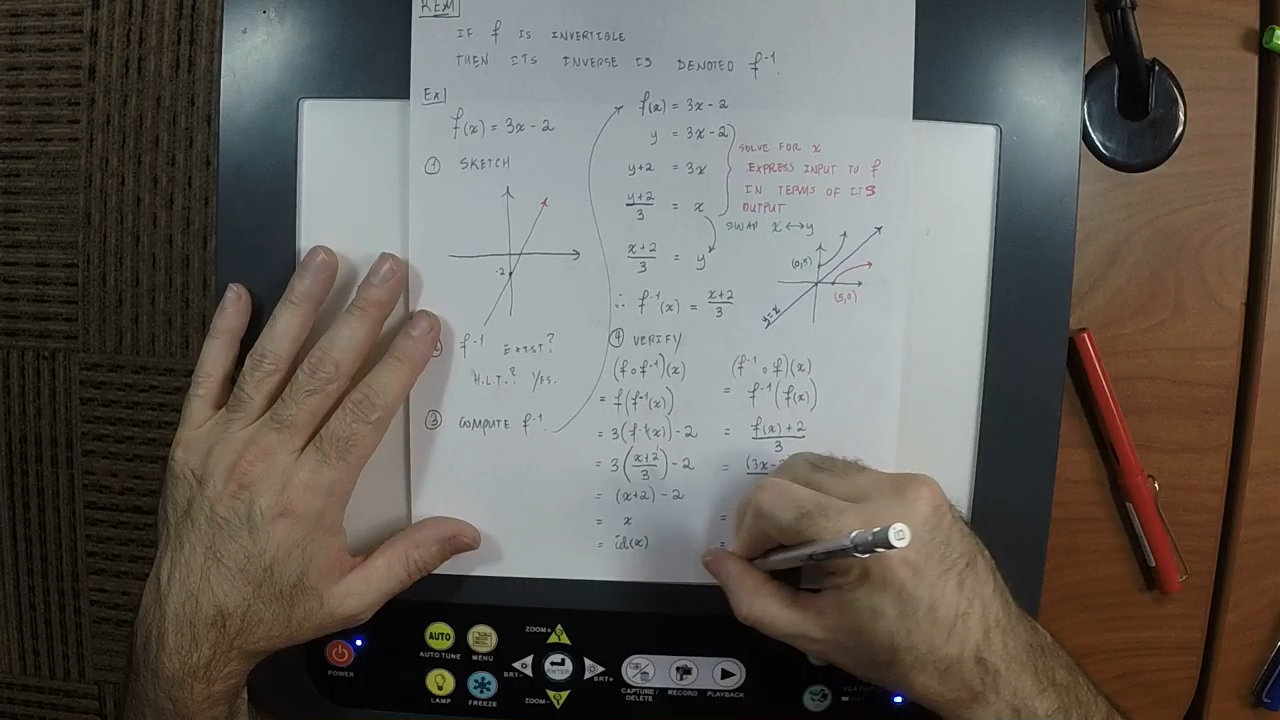 REM
IF f IS INVERTIBLE
THEN ITS INVERSE IS DENOTED f⁻¹.
Ex
f(x) = 3x - 2
① SKETCH
-2
f⁻¹ EXIST?
H.L.T.? YES.
③ COMPUTE f⁻¹
f(x) = 3x - 2
y = 3x - 2
y+2 = 3x
y+2/3 = x
SOLVE FOR x
EXPRESS INPUT TO f
IN TERMS OF ITS
OUTPUT
SWAP x ↔ y
x+2/3 = y
∴ f⁻¹(x) = x+2/3
(0,5)
(5,0)
y=x
④ VERIFY
(f ∘ f⁻¹)(x)
= f(f⁻¹(x))
= 3(f⁻¹(x)) - 2
= 3(x+2/3) - 2
= (x+2) - 2
= x
= id(x)
(f⁻¹ ∘ f)(x)
= f⁻¹(f(x))
= f(x) + 2/3
= (3x-2
=
=
POWER
AUTO
AUTO TUNE
MENU
LAMP
FREEZE
ZOOM+
BRT-
ENTER
BRT+
ZOOM-
CAPTURE /
DELETE
RECORD
PLAYBACK